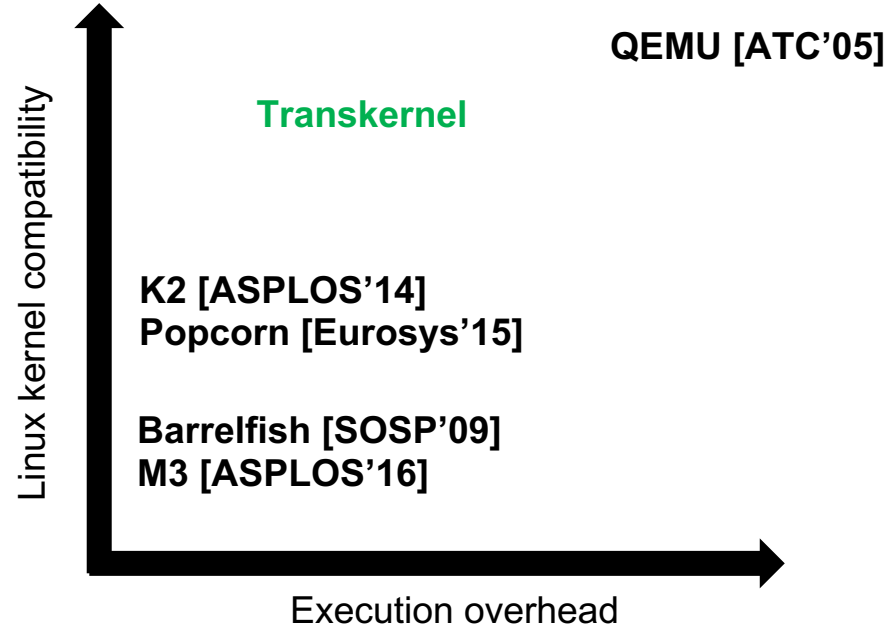 QEMU [ATC’05]
Transkernel
Linux kernel compatibility
K2 [ASPLOS’14]
Popcorn [Eurosys’15]
Barrelfish [SOSP’09]
M3 [ASPLOS’16]
Execution overhead